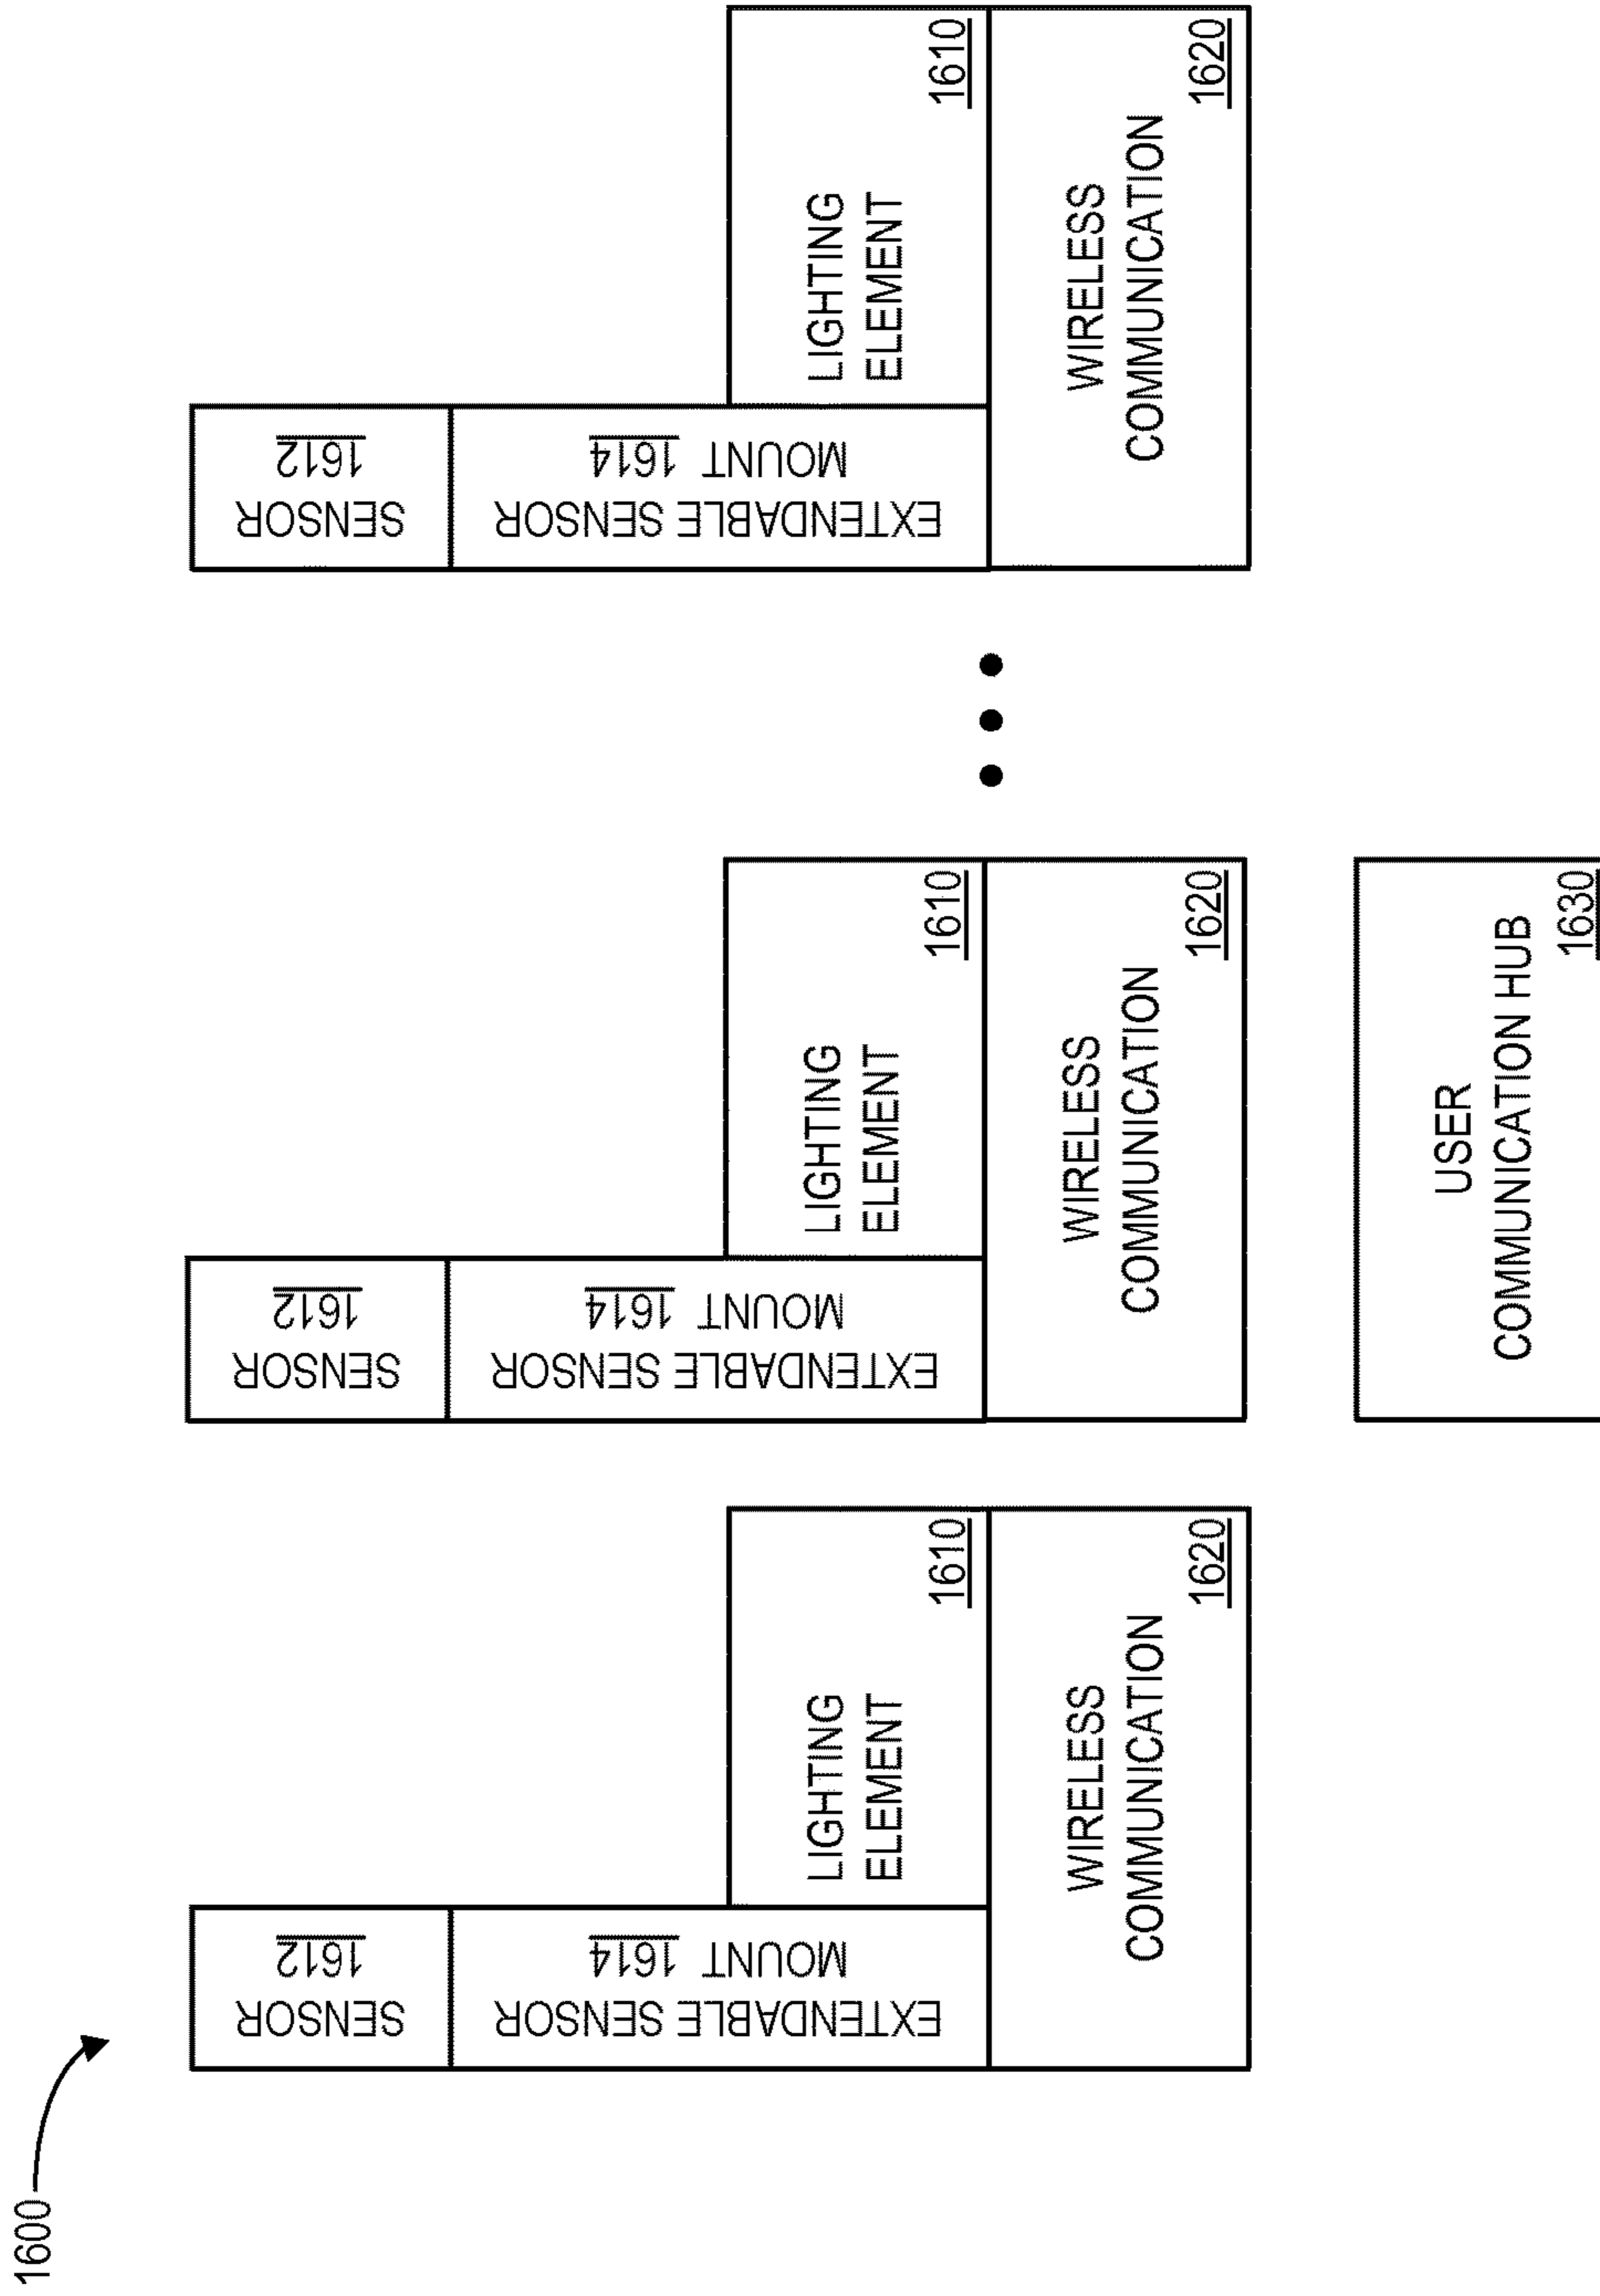 1600
SENSOR
1612
EXTENDABLE SENSOR
MOUNT 1614
LIGHTING
ELEMENT
1610
WIRELESS
COMMUNICATION
1620
SENSOR
1612
EXTENDABLE SENSOR
MOUNT 1614
LIGHTING
ELEMENT
1610
WIRELESS
COMMUNICATION
1620
SENSOR
1612
EXTENDABLE SENSOR
MOUNT 1614
LIGHTING
ELEMENT
1610
WIRELESS
COMMUNICATION
1620
USER
COMMUNICATION HUB
1630